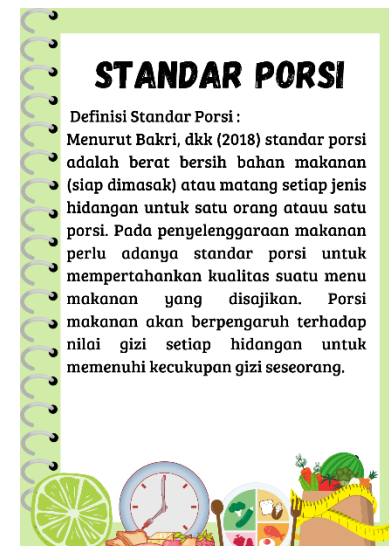 STANDAR PORSI
Definisi Standar Porsi :
Menurut Bakri, dkk (2018) standar porsi
adalah berat bersih bahan makanan
(siap dimasak) atau matang setiap jenis
hidangan untuk satu orang atauu satu
porsi. Pada penyelenggaraan makanan
perlu adanya standar porsi untuk
mempertahankan kualitas suatu menu
makanan yang disajikan. Porsi
makanan akan berpengaruh terhadap
nilai gizi setiap hidangan untuk
memenuhi kecukupan gizi seseorang.